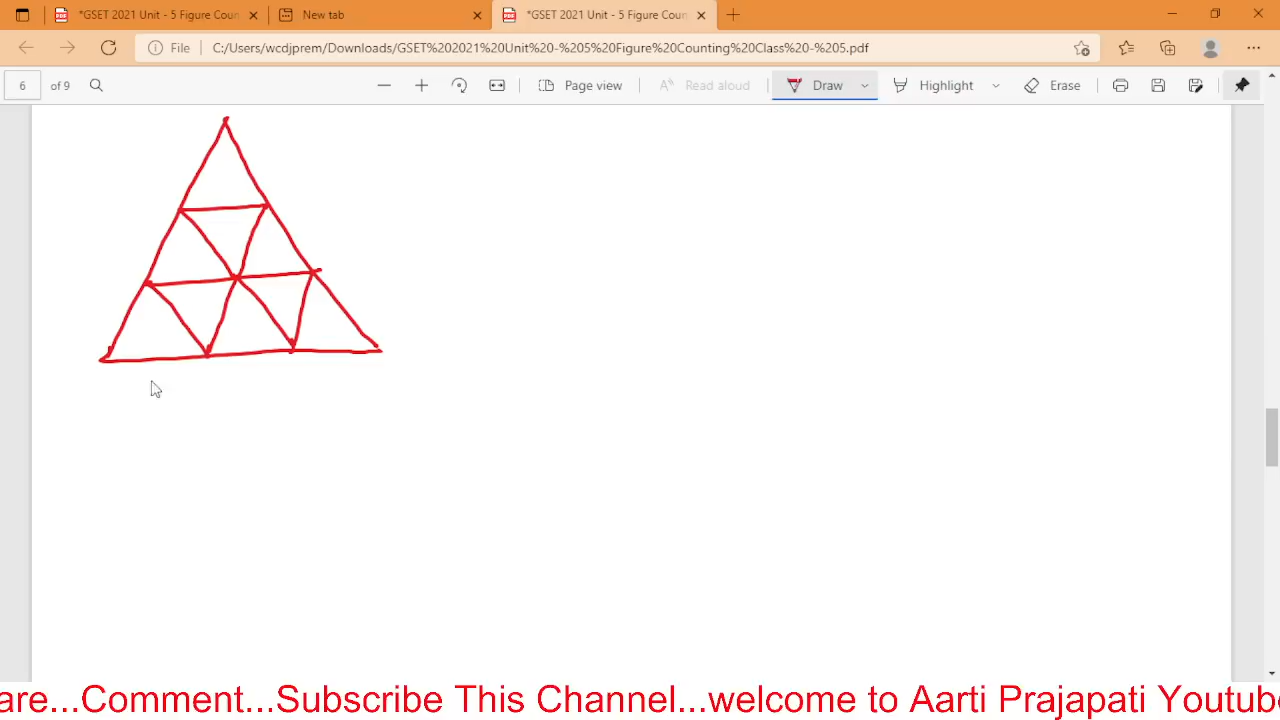 *GSET 2021 Unit - 5 Figure Coun
New tab
*GSET 2021 Unit - 5 Figure Coun
File
C:/Users/wcdjprem/Downloads/GSET%202021%20Unit%20-%205%20Figure%20Counting%20Class%20-%205.pdf
6 of 9
Page view
Read aloud
Draw
Highlight
Erase
are...Comment...Subscribe This Channel...welcome to Aarti Prajapati Youtube